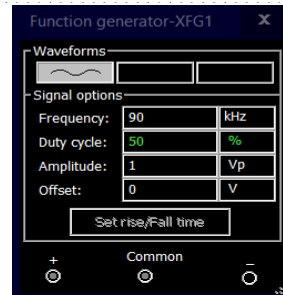 Function generator-XFG1 X
Waveforms
Signal options
Frequency: 90 kHz
Duty cycle: 50 %
Amplitude: 1 Vp
Offset: 0 V
Set rise/Fall time
+ Common −